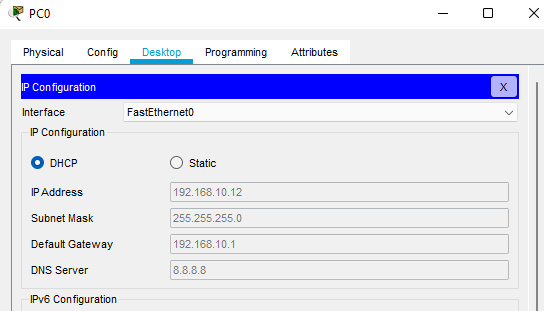 PC0
Physical Config Desktop Programming Attributes
IP Configuration X
Interface FastEthernet0
IP Configuration
DHCP Static
IP Address 192.168.10.12
Subnet Mask 255.255.255.0
Default Gateway 192.168.10.1
DNS Server 8.8.8.8
IPv6 Configuration